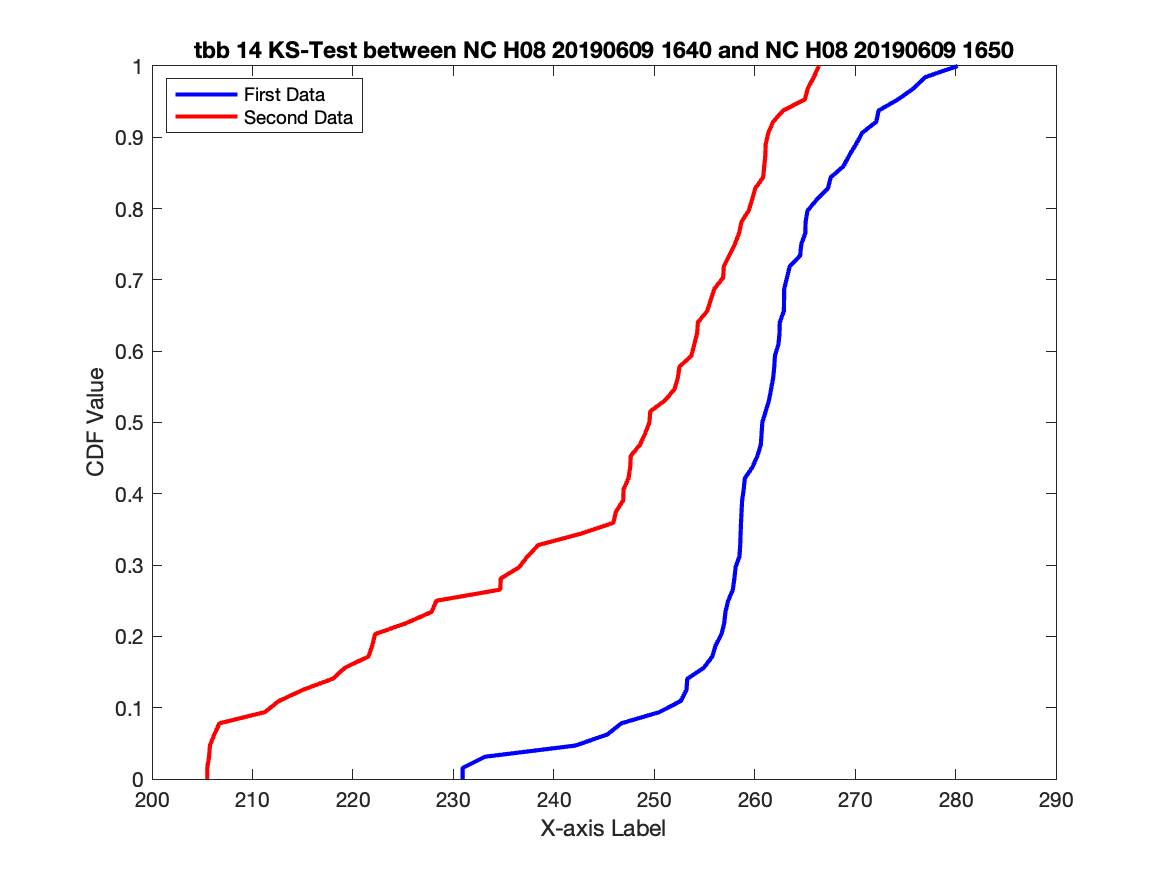 tbb 14 KS-Test between NC H08 20190609 1640 and NC H08 20190609 1650
First Data
Second Data
1
0.9
0.8
0.7
0.6
0.5
0.4
0.3
0.2
0.1
0
CDF Value
200 210 220 230 240 250 260 270 280 290
X-axis Label